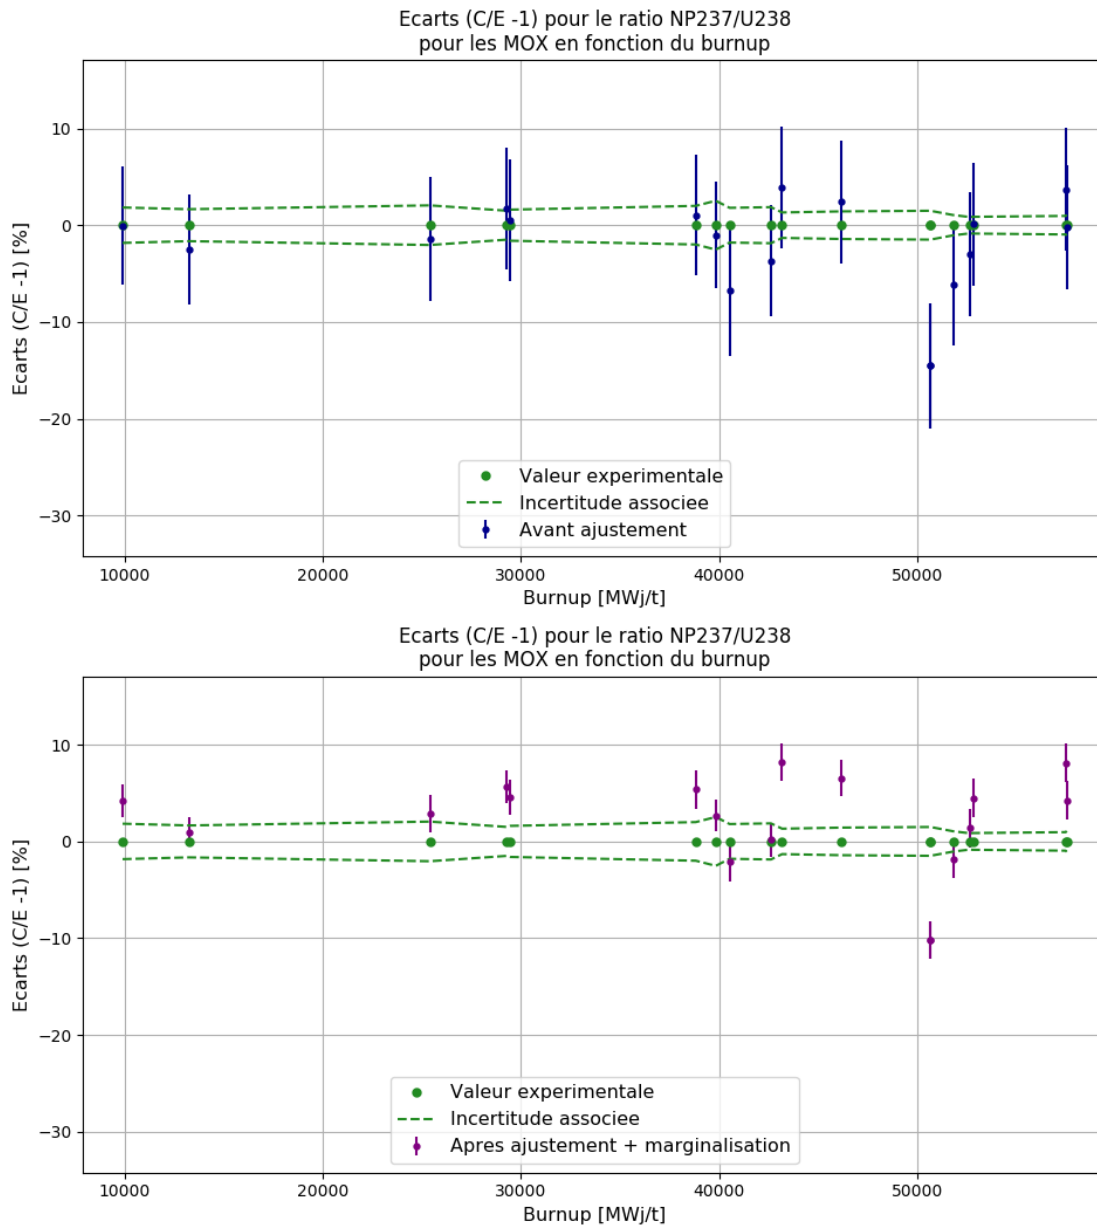 Ecarts (C/E -1) pour le ratio NP237/U238
pour les MOX en fonction du burnup
Ecarts (C/E -1) [%]
10
0
−10
−20
−30
Valeur experimentale
Incertitude associee
Avant ajustement
10000 20000 30000 40000 50000
Burnup [MWj/t]
Ecarts (C/E -1) pour le ratio NP237/U238
pour les MOX en fonction du burnup
Ecarts (C/E -1) [%]
10
0
−10
−20
−30
Valeur experimentale
Incertitude associee
Apres ajustement + marginalisation
10000 20000 30000 40000 50000
Burnup [MWj/t]